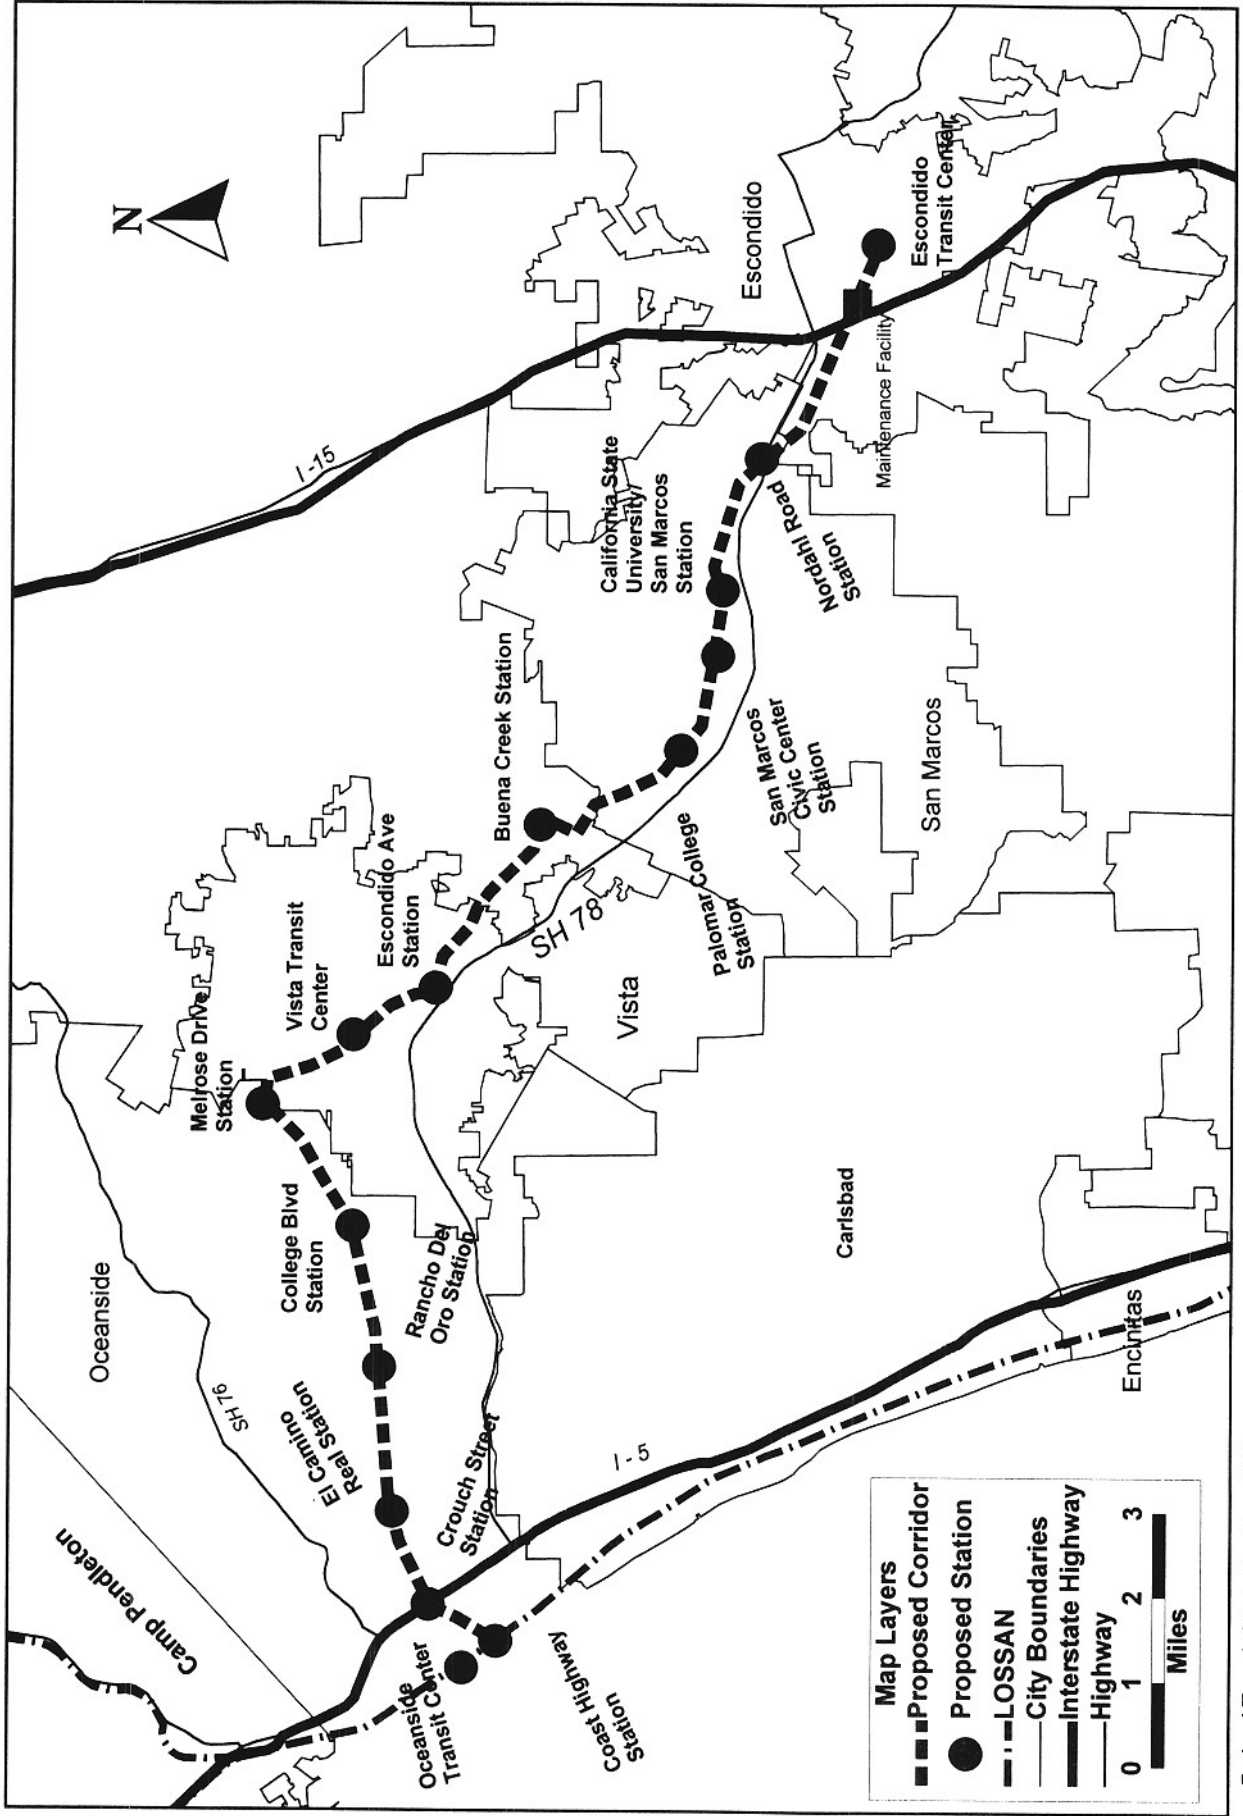 N
I-15
Escondido
Escondido
Transit Center
Maintenance Facility
California State
University/
San Marcos
Station
Nordahl Road
Station
Buena Creek Station
San Marcos
Civic Center
Station
San Marcos
Palomar College
Station
Escondido Ave
Station
SH 78
Vista Transit
Center
Vista
Melrose Drive
Station
College Blvd
Station
Rancho Del
Oro Station
Carlsbad
Oceanside
SH 76
El Camino
Real Station
Crouch Street
Station
I - 5
Encinitas
Camp Pendleton
Oceanside
Transit Center
Coast Highway
Station
Map Layers
Proposed Corridor
Proposed Station
LOSSAN
City Boundaries
Interstate Highway
Highway
0 1 2 3
Miles